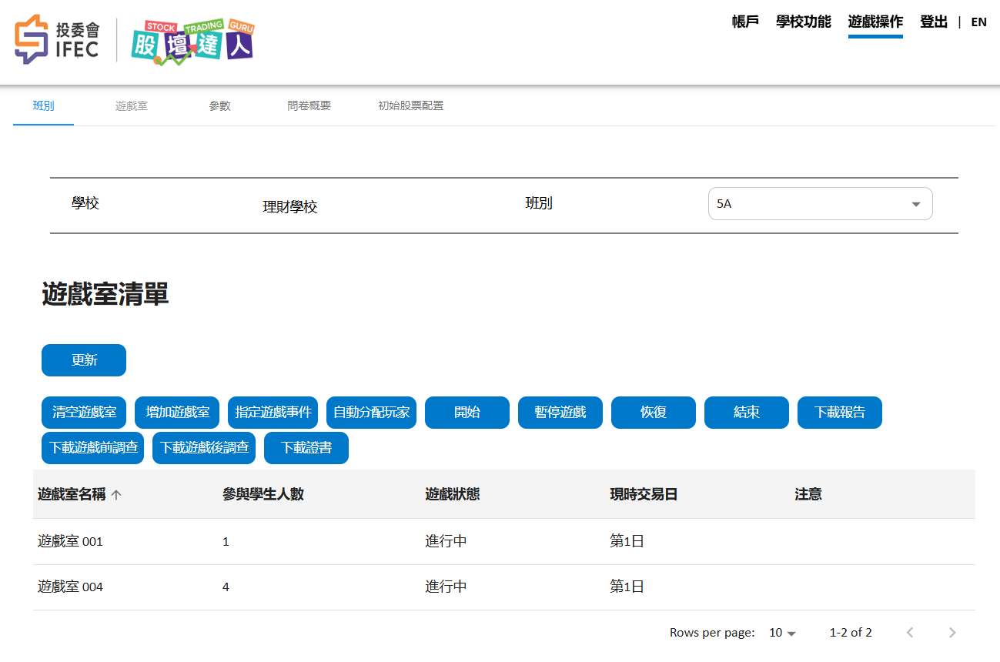 投委會
IFEC
STOCK TRADING GURU
股壇達人
帳戶 學校功能 遊戲操作 登出 | EN
班別 遊戲室 參數 問卷概要 初始股票配置
學校 理財學校 班別 5A
遊戲室清單
更新
清空遊戲室 增加遊戲室 指定遊戲事件 自動分配玩家 開始 暫停遊戲 恢復 結束 下載報告
下載遊戲前調查 下載遊戲後調查 下載證書
遊戲室名稱 參與學生人數 遊戲狀態 現時交易日 注意
遊戲室 001 1 進行中 第1日
遊戲室 004 4 進行中 第1日
Rows per page: 10 1-2 of 2